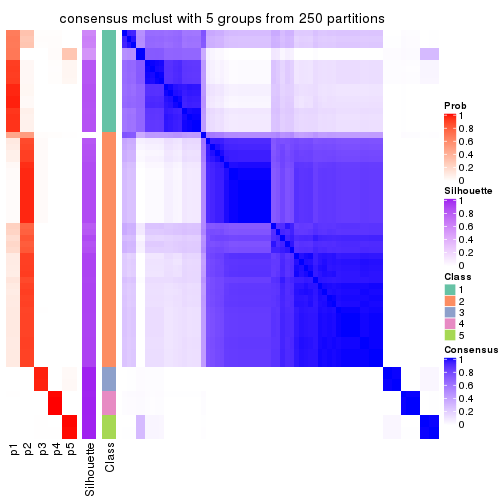 consensus mclust with 5 groups from 250 partitions
Prob
1
0.8
0.6
0.4
0.2
0
Silhouette
1
0.8
0.6
0.4
0.2
0
Class
1
2
3
4
5
Consensus
1
0.8
0.6
0.4
0.2
0
p1
p2
p3
p4
p5
Silhouette
Class